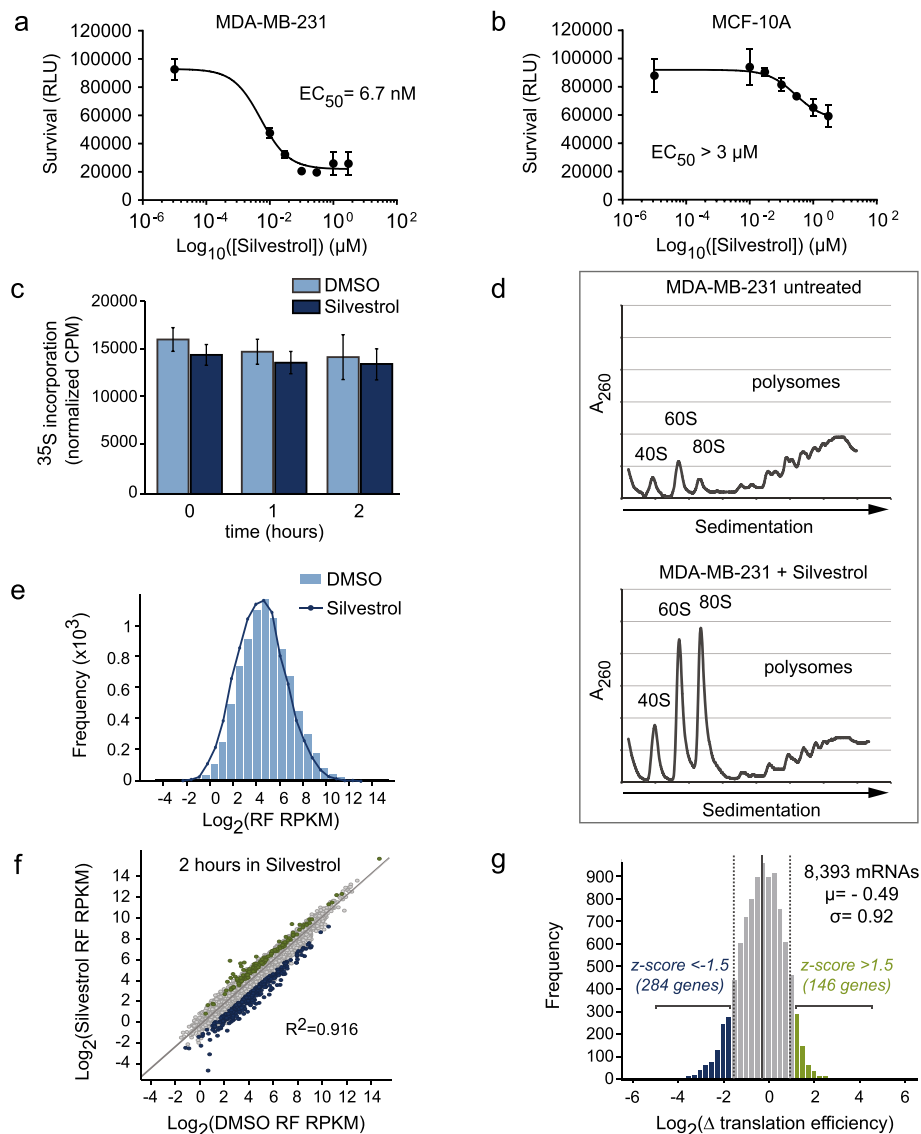 a
MDA-MB-231
Survival (RLU)
100000
80000
60000
40000
20000
0
EC50= 6.7 nM
10-6 10-4 10-2 100 102
Log10([Silvestrol]) (µM)
b
MCF-10A
Survival (RLU)
100000
80000
60000
40000
20000
0
EC50 > 3 µM
10-6 10-4 10-2 100 102
Log10([Silvestrol]) (µM)
c
DMSO
Silvestrol
35S incorporation
(normalized CPM)
20000
15000
10000
5000
0
0 1 2
time (hours)
d
MDA-MB-231 untreated
A260
polysomes
40S
60S
80S
Sedimentation
MDA-MB-231 + Silvestrol
A260
40S
60S
80S
polysomes
Sedimentation
e
DMSO
Silvestrol
Frequency (x103)
1
0.8
0.6
0.4
0.2
0
-4 -2 0 2 4 6 8 10 12 14
Log2(RF RPKM)
f
2 hours in Silvestrol
Log2(Silvestrol RF RPKM)
14
12
10
8
6
4
2
0
-2
-4
R2=0.916
-4 -2 0 2 4 6 8 10 12 14
Log2(DMSO RF RPKM)
g
8,393 mRNAs
µ= - 0.49
σ= 0.92
Frequency
900
800
700
600
500
400
300
200
100
0
z-score <-1.5
(284 genes)
z-score >1.5
(146 genes)
-6 -4 -2 0 2 4 6
Log2(Δ translation efficiency)